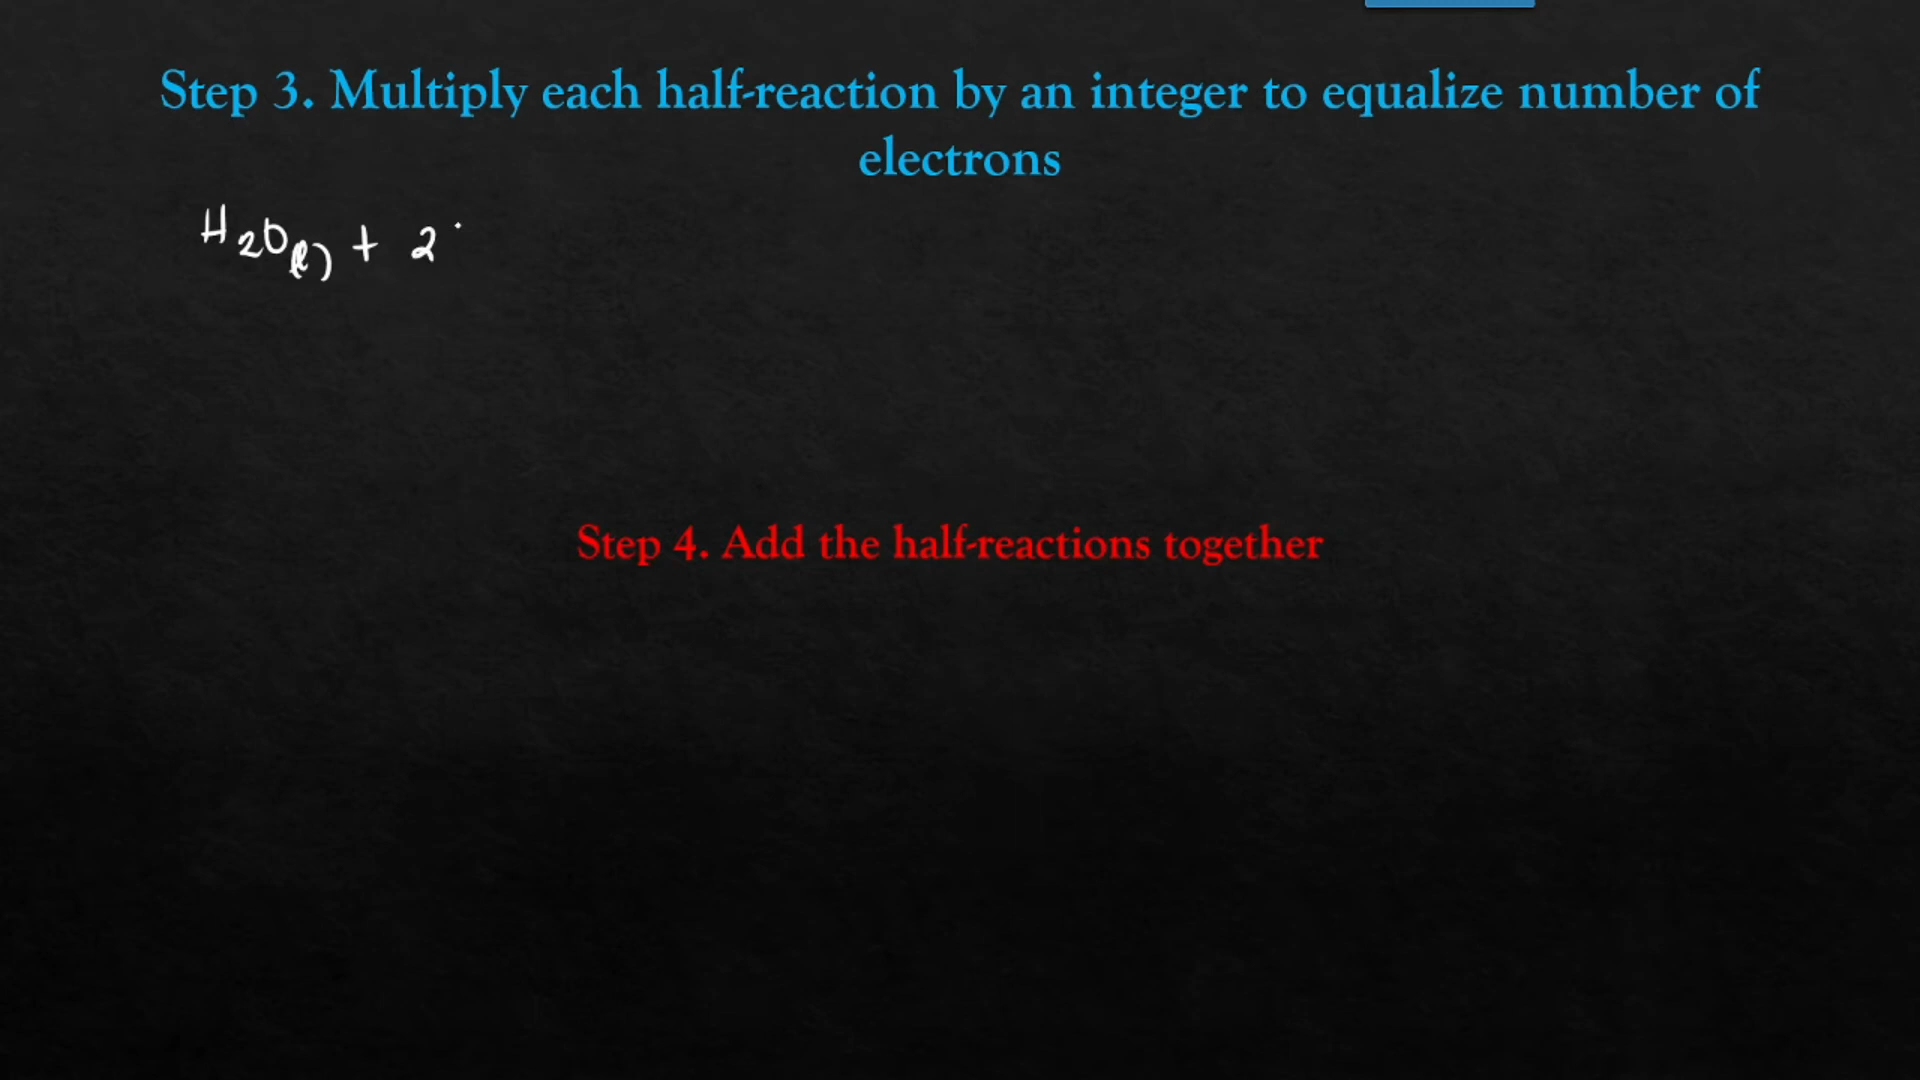 Step 3. Multiply each half-reaction by an integer to equalize number of
electrons
H₂O(l) + 2
Step 4. Add the half-reactions together